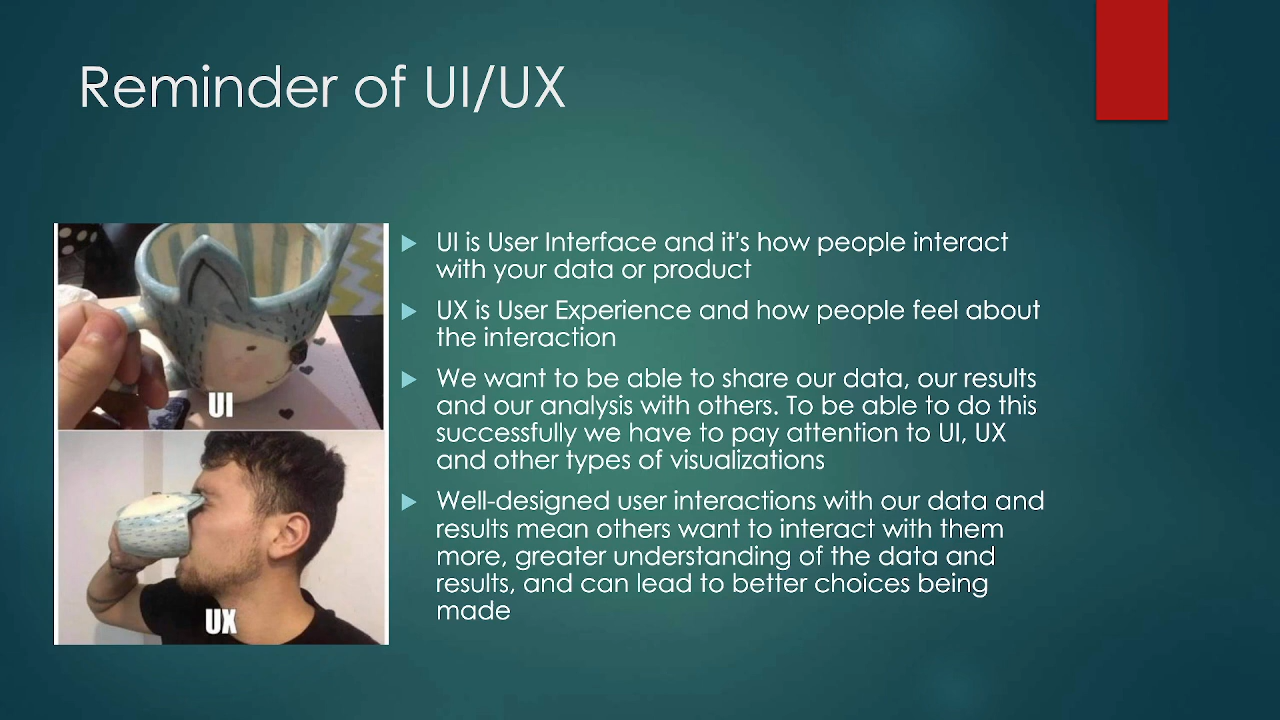 Reminder of UI/UX
UI
UX
UI is User Interface and it's how people interact
with your data or product
UX is User Experience and how people feel about
the interaction
We want to be able to share our data, our results
and our analysis with others. To be able to do this
successfully we have to pay attention to UI, UX
and other types of visualizations
Well-designed user interactions with our data and
results mean others want to interact with them
more, greater understanding of the data and
results, and can lead to better choices being
made